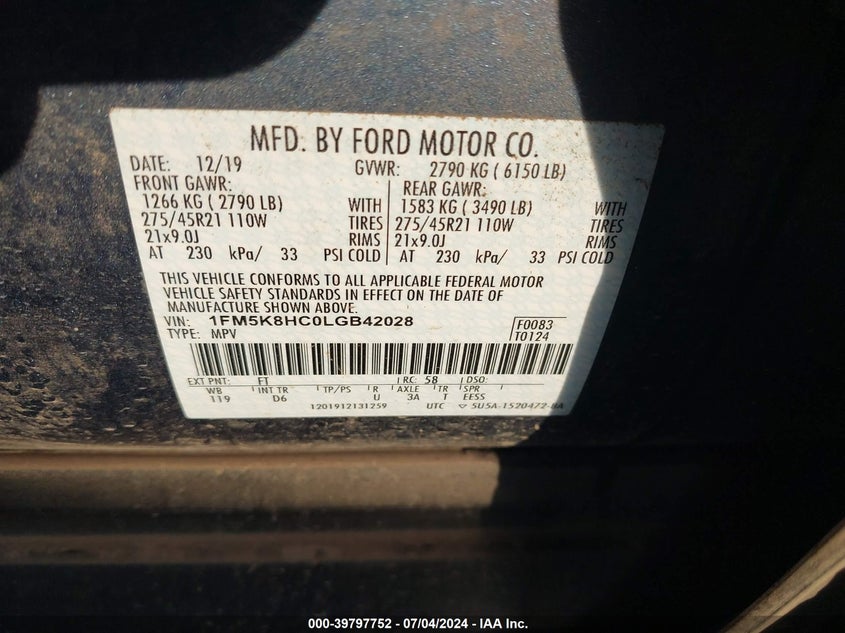 MFD. BY FORD MOTOR CO.
DATE: 12/19 GVWR: 2790 KG ( 6150 LB)
FRONT GAWR: REAR GAWR:
1266 KG ( 2790 LB) WITH 1583 KG ( 3490 LB) WITH
275/45R21 110W TIRES 275/45R21 110W TIRES
21x9.0J RIMS 21x9.0J RIMS
AT 230 kPa/ 33 PSI COLD AT 230 kPa/ 33 PSI COLD
THIS VEHICLE CONFORMS TO ALL APPLICABLE FEDERAL MOTOR
VEHICLE SAFETY STANDARDS IN EFFECT ON THE DATE OF
MANUFACTURE SHOWN ABOVE.
VIN: 1FM5K8HC0LGB42028 F0083
TYPE: MPV T0124
EXT PNT: FT RC: 58 DSO:
WB INT TR TP/PS R AXLE TR SPR
119 D6 U 3A T EESS
1201912131259 UTC ▽ 5U5A-1520472-BA
000-39797752 / 07/04/2024 - IAA Inc.